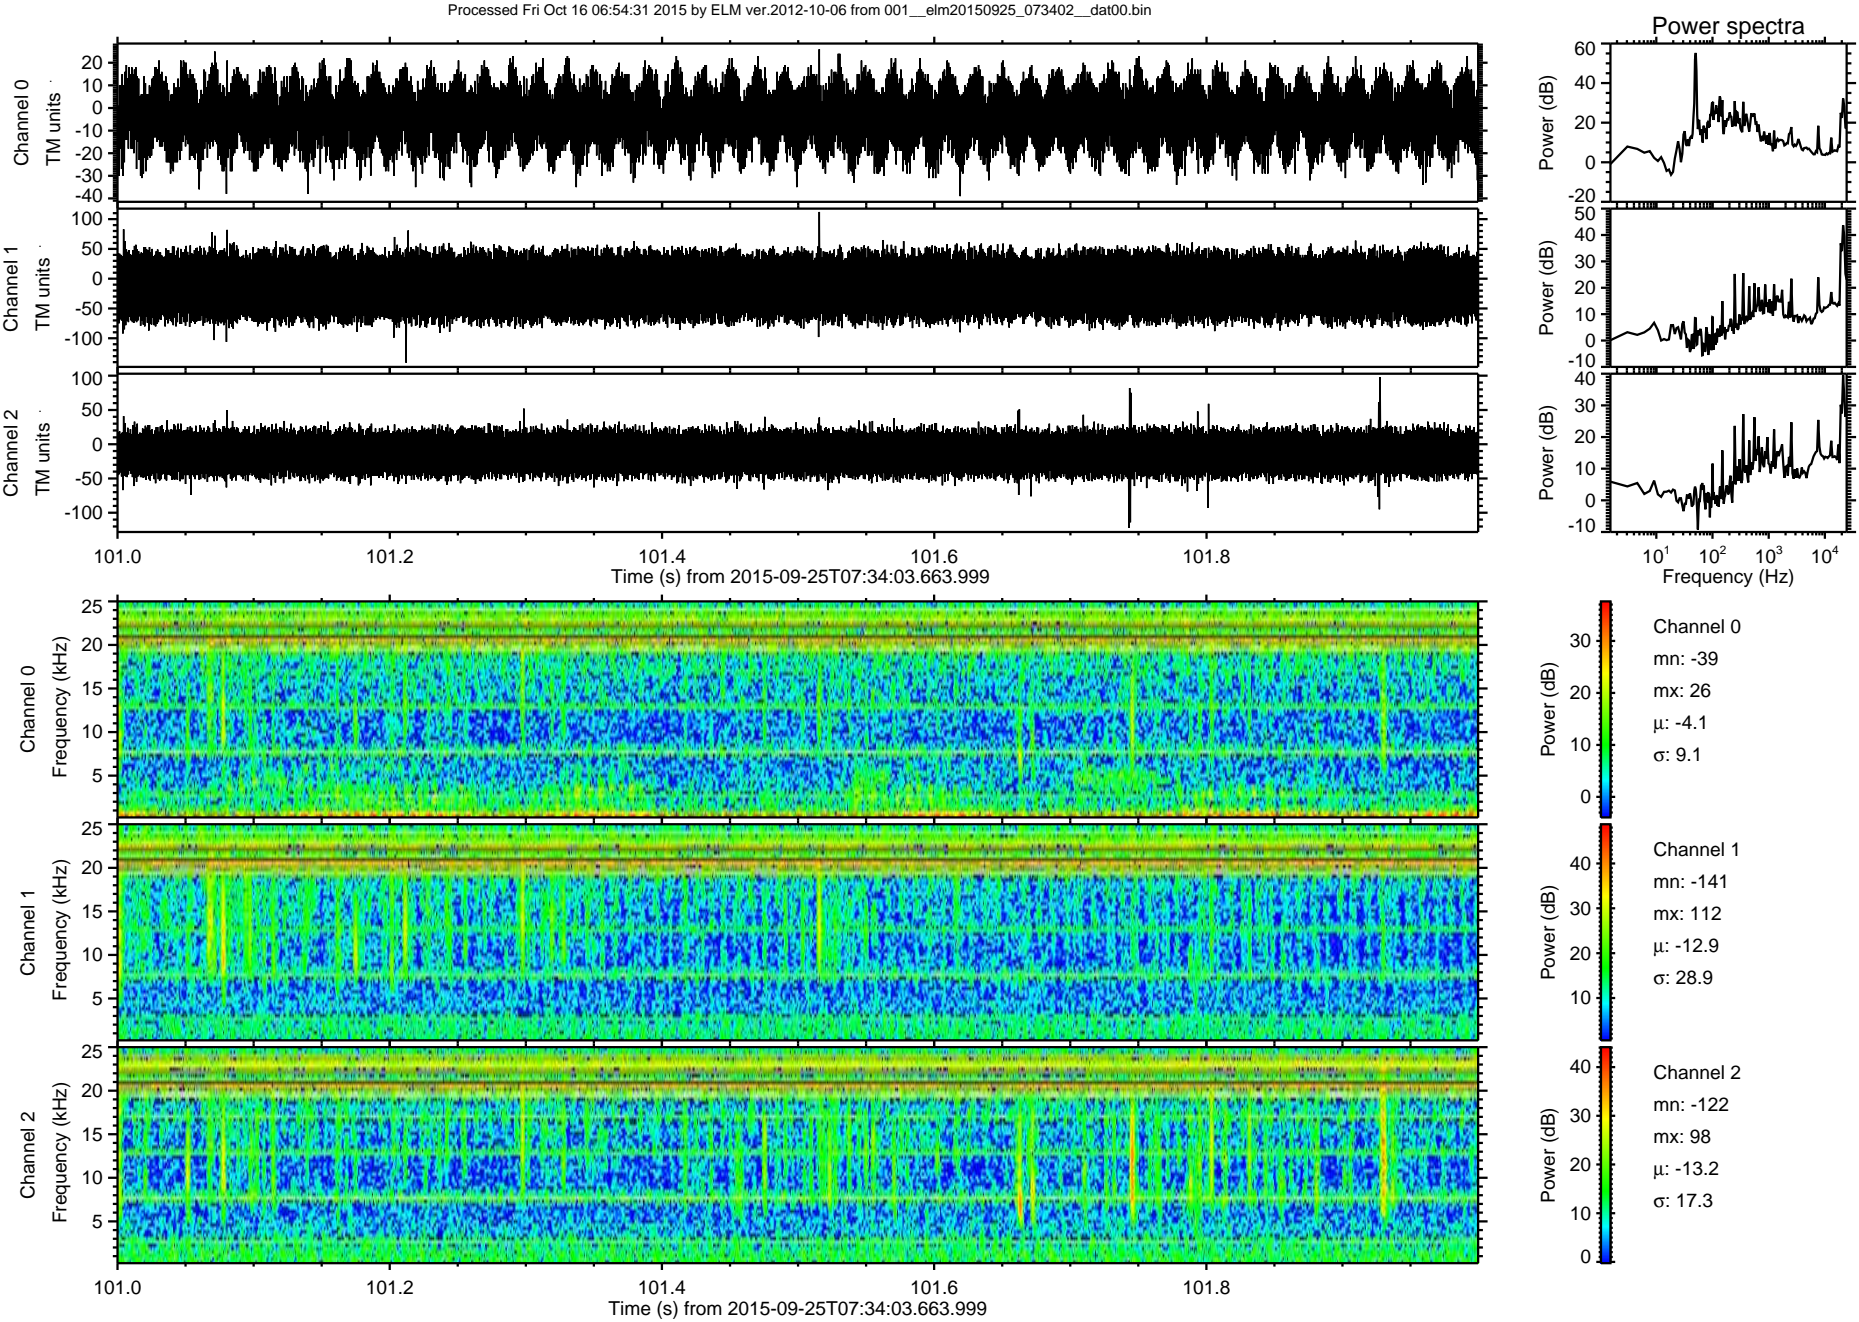 Processed Fri Oct 16 06:54:31 2015 by ELM ver.2012-10-06 from 001__elm20150925_073402__dat00.bin
Power spectra
Channel 0
TM units
20
10
0
-10
-20
-30
-40
Power (dB)
60
40
20
0
-20
Channel 1
TM units
100
50
0
-50
-100
Power (dB)
50
40
30
20
10
0
-10
Channel 2
TM units
100
50
0
-50
-100
Power (dB)
40
30
20
10
0
-10
101.0 101.2 101.4 101.6 101.8
Time (s) from 2015-09-25T07:34:03.663.999
10^1 10^2 10^3 10^4
Frequency (Hz)
Channel 0
Frequency (kHz)
25
20
15
10
5
Power (dB)
30
20
10
0
Channel 0
mn: -39
mx: 26
μ: -4.1
σ: 9.1
Channel 1
Frequency (kHz)
25
20
15
10
5
Power (dB)
40
30
20
10
Channel 1
mn: -141
mx: 112
μ: -12.9
σ: 28.9
Channel 2
Frequency (kHz)
25
20
15
10
5
Power (dB)
40
30
20
10
0
Channel 2
mn: -122
mx: 98
μ: -13.2
σ: 17.3
101.0 101.2 101.4 101.6 101.8
Time (s) from 2015-09-25T07:34:03.663.999